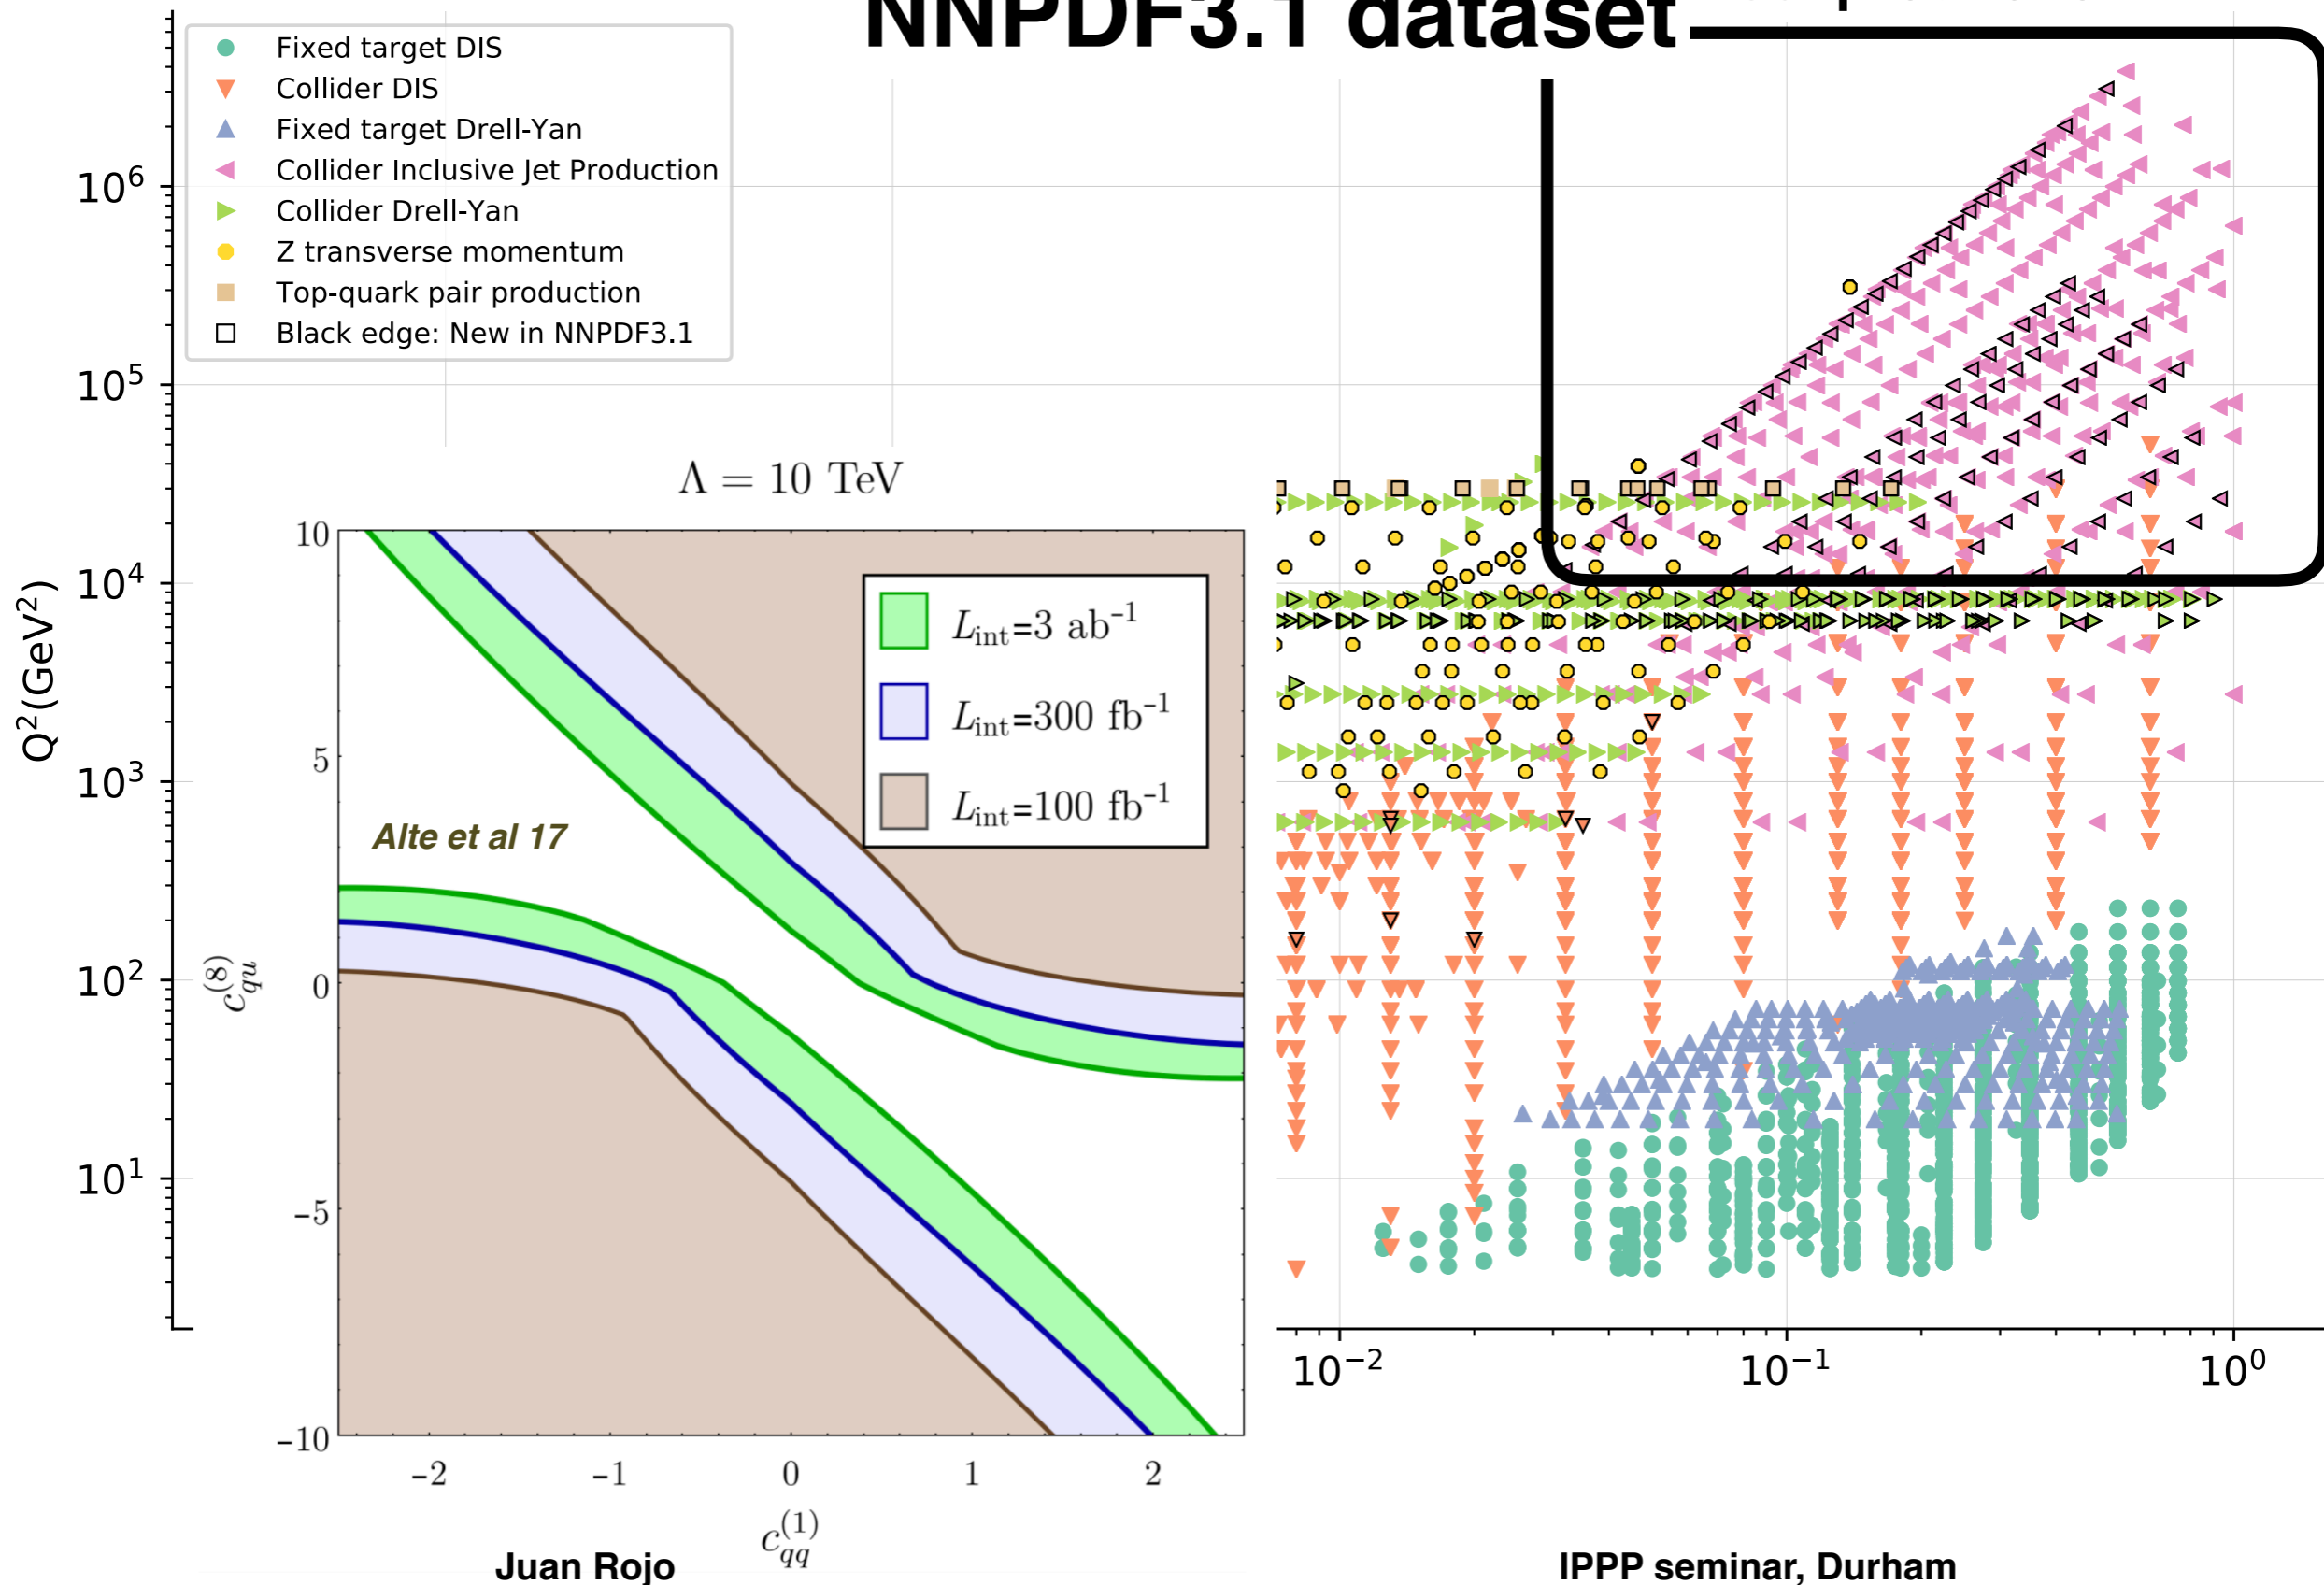 NNPDF3.1 dataset
Fixed target DIS
Collider DIS
Fixed target Drell-Yan
Collider Inclusive Jet Production
Collider Drell-Yan
Z transverse momentum
Top-quark pair production
Black edge: New in NNPDF3.1
10⁶
10⁵
10⁴
10³
10²
10¹
Q²(GeV²)
Λ = 10 TeV
10
5
0
-5
-10
L_int=3 ab⁻¹
L_int=300 fb⁻¹
L_int=100 fb⁻¹
Alte et al 17
c_qu^(8)
-2 -1 0 1 2
c_qq^(1)
10⁻² 10⁻¹ 10⁰
Juan Rojo
IPPP seminar, Durham